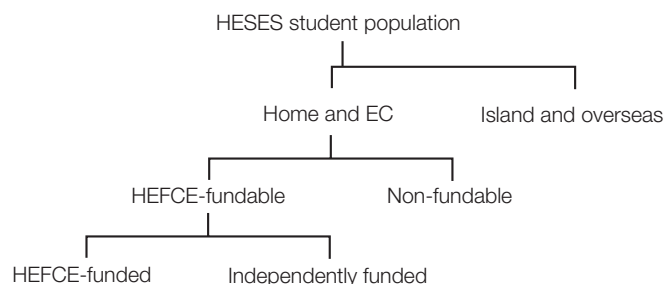 HESES student population
Home and EC
Island and overseas
HEFCE-fundable
Non-fundable
HEFCE-funded
Independently funded